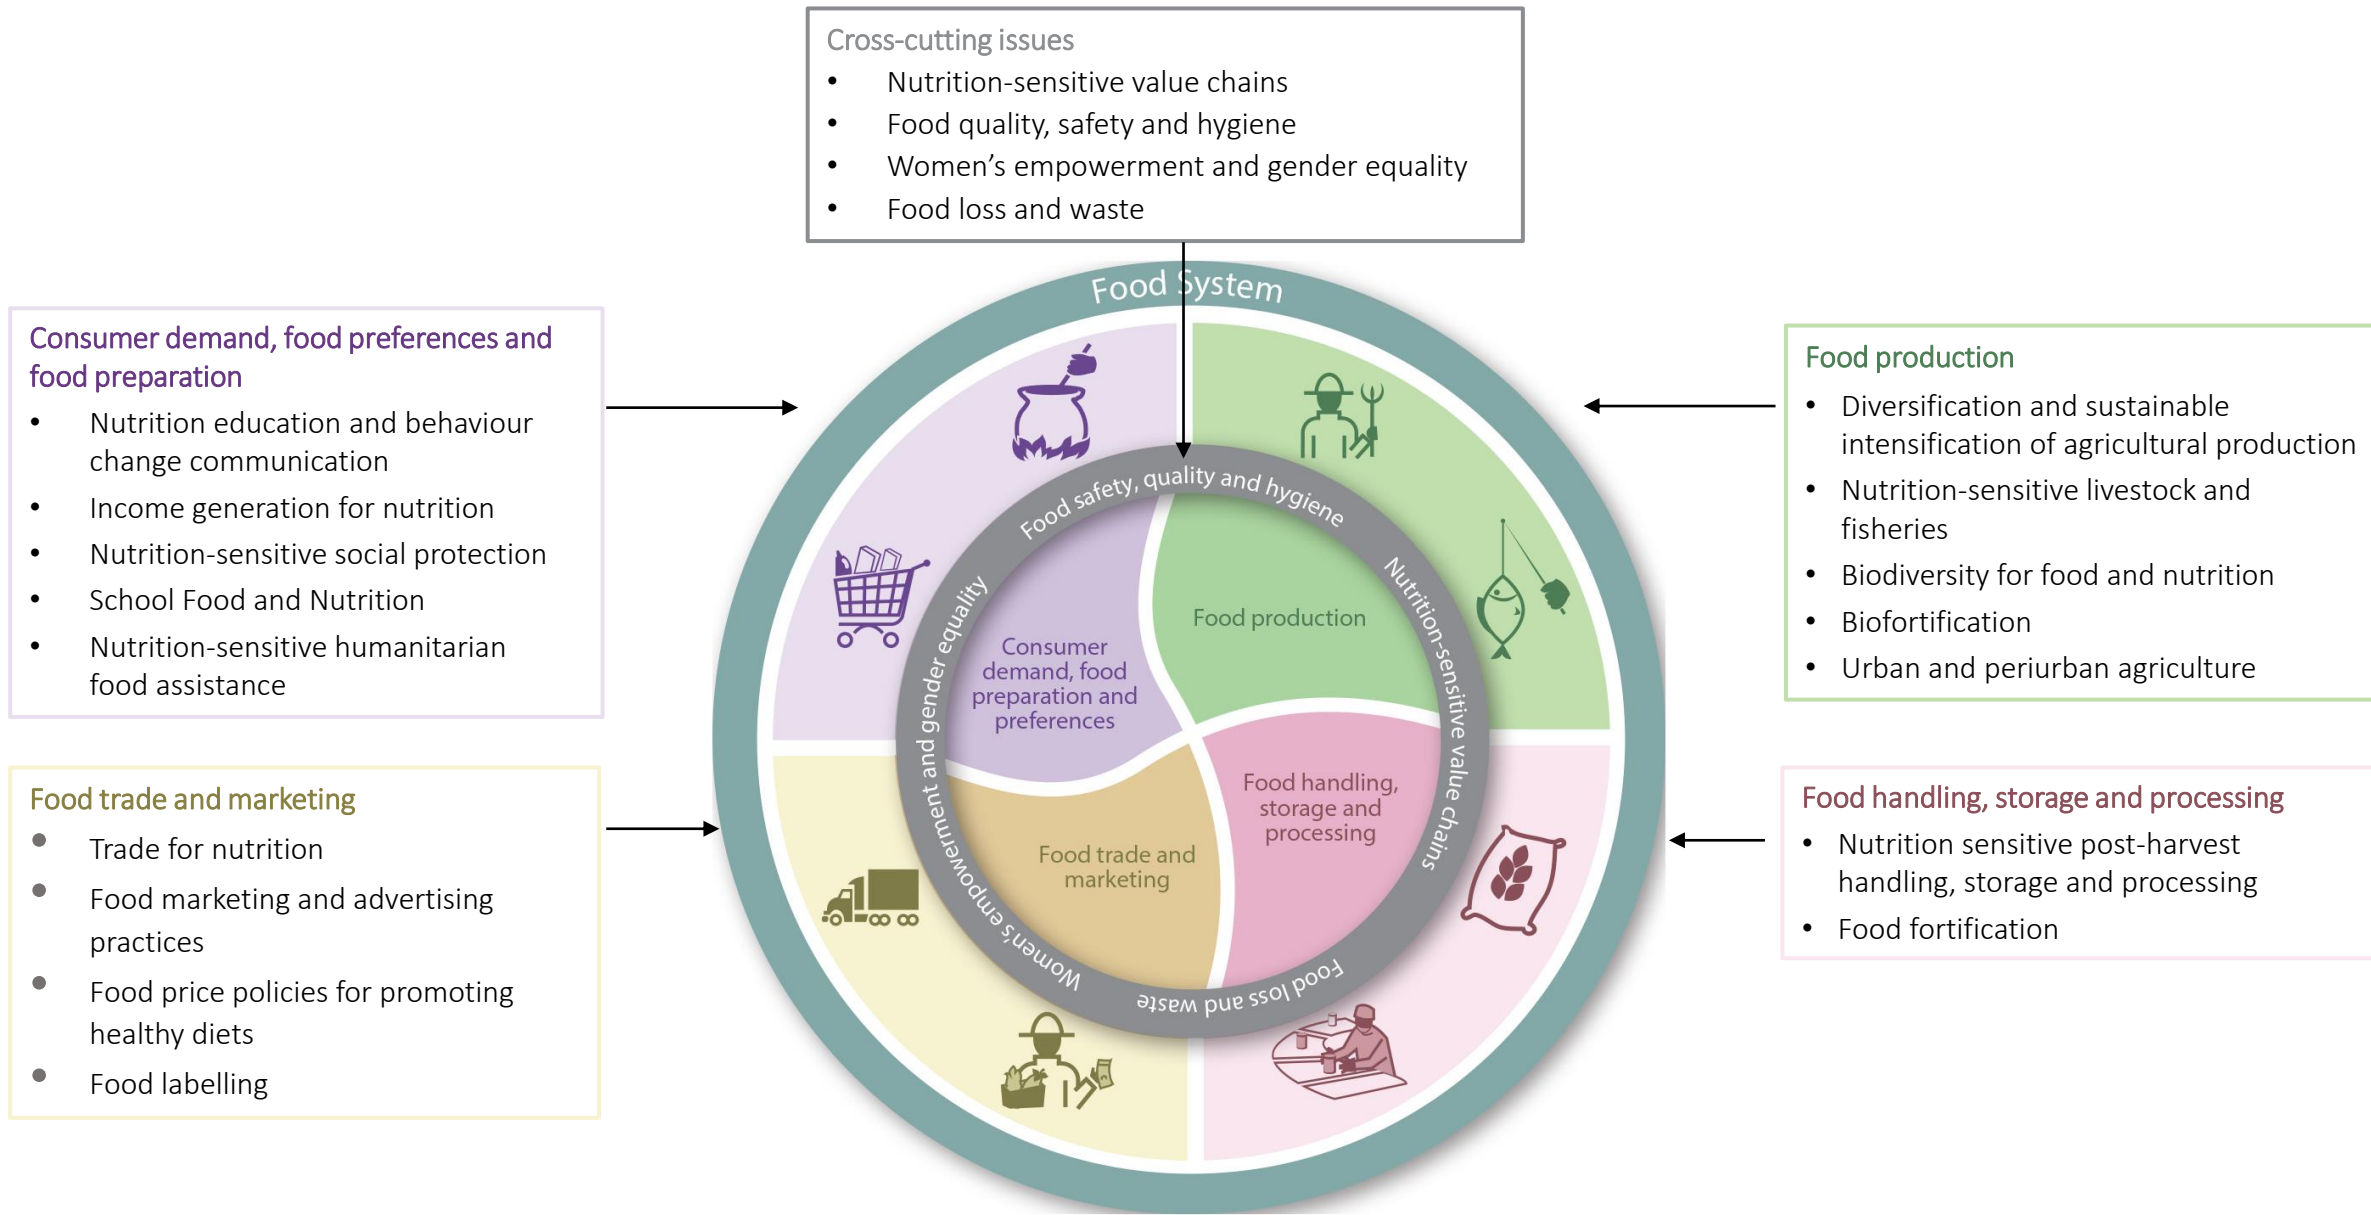 Cross-cutting issues
• Nutrition-sensitive value chains
• Food quality, safety and hygiene
• Women’s empowerment and gender equality
• Food loss and waste
Consumer demand, food preferences and
food preparation
• Nutrition education and behaviour
change communication
• Income generation for nutrition
• Nutrition-sensitive social protection
• School Food and Nutrition
• Nutrition-sensitive humanitarian
food assistance
Food trade and marketing
• Trade for nutrition
• Food marketing and advertising
practices
• Food price policies for promoting
healthy diets
• Food labelling
Food System
Food safety, quality and hygiene
Nutrition-sensitive value chains
Food loss and waste
Women’s empowerment and gender equality
Consumer
demand, food
preparation and
preferences
Food production
Food trade and
marketing
Food handling,
storage and
processing
Food production
• Diversification and sustainable
intensification of agricultural production
• Nutrition-sensitive livestock and
fisheries
• Biodiversity for food and nutrition
• Biofortification
• Urban and periurban agriculture
Food handling, storage and processing
• Nutrition sensitive post-harvest
handling, storage and processing
• Food fortification